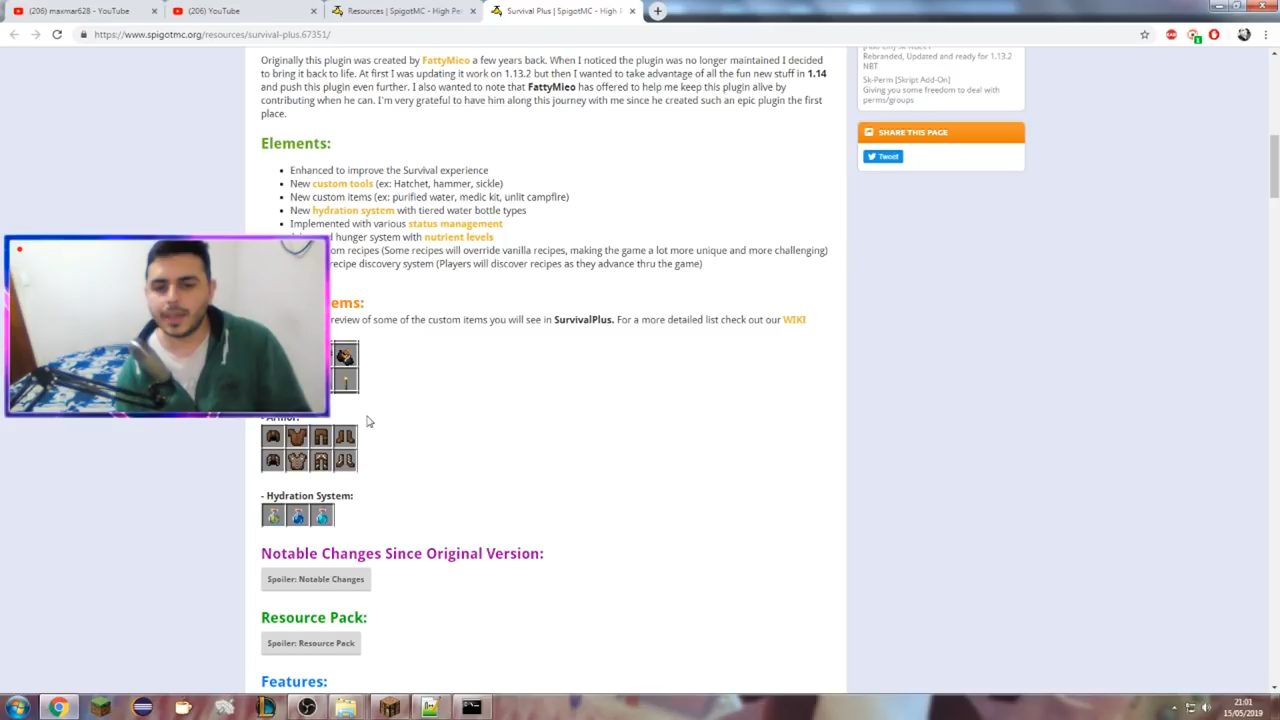 (206) maxmar628 - YouTube
(206) YouTube
Resources | SpigotMC - High Pe
Survival Plus | SpigotMC - High P
https://www.spigotmc.org/resources/survival-plus.67351/
Originally this plugin was created by FattyMieo a few years back. When I noticed the plugin was no longer maintained I decided
to bring it back to life. At first I was updating it work on 1.13.2 but then I wanted to take advantage of all the fun new stuff in 1.14
and push this plugin even further. I also wanted to note that FattyMieo has offered to help me keep this plugin alive by
contributing when he can. I'm very grateful to have him along this journey with me since he created such an epic plugin the first
place.
Elements:
Enhanced to improve the Survival experience
New custom tools (ex: Hatchet, hammer, sickle)
New custom items (ex: purified water, medic kit, unlit campfire)
New hydration system with tiered water bottle types
Implemented with various status management
hunger system with nutrient levels
om recipes (Some recipes will override vanilla recipes, making the game a lot more unique and more challenging)
recipe discovery system (Players will discover recipes as they advance thru the game)
ems:
review of some of the custom items you will see in SurvivalPlus. For a more detailed list check out our WIKI
- Armor:
- Hydration System:
Notable Changes Since Original Version:
Spoiler: Notable Changes
Resource Pack:
Spoiler: Resource Pack
Features:
Rebranded, Updated and ready for 1.13.2
NBT
Sk-Perm [Skript Add-On]
Giving you some freedom to deal with
perms/groups
SHARE THIS PAGE
Tweet
21:01
15/05/2019